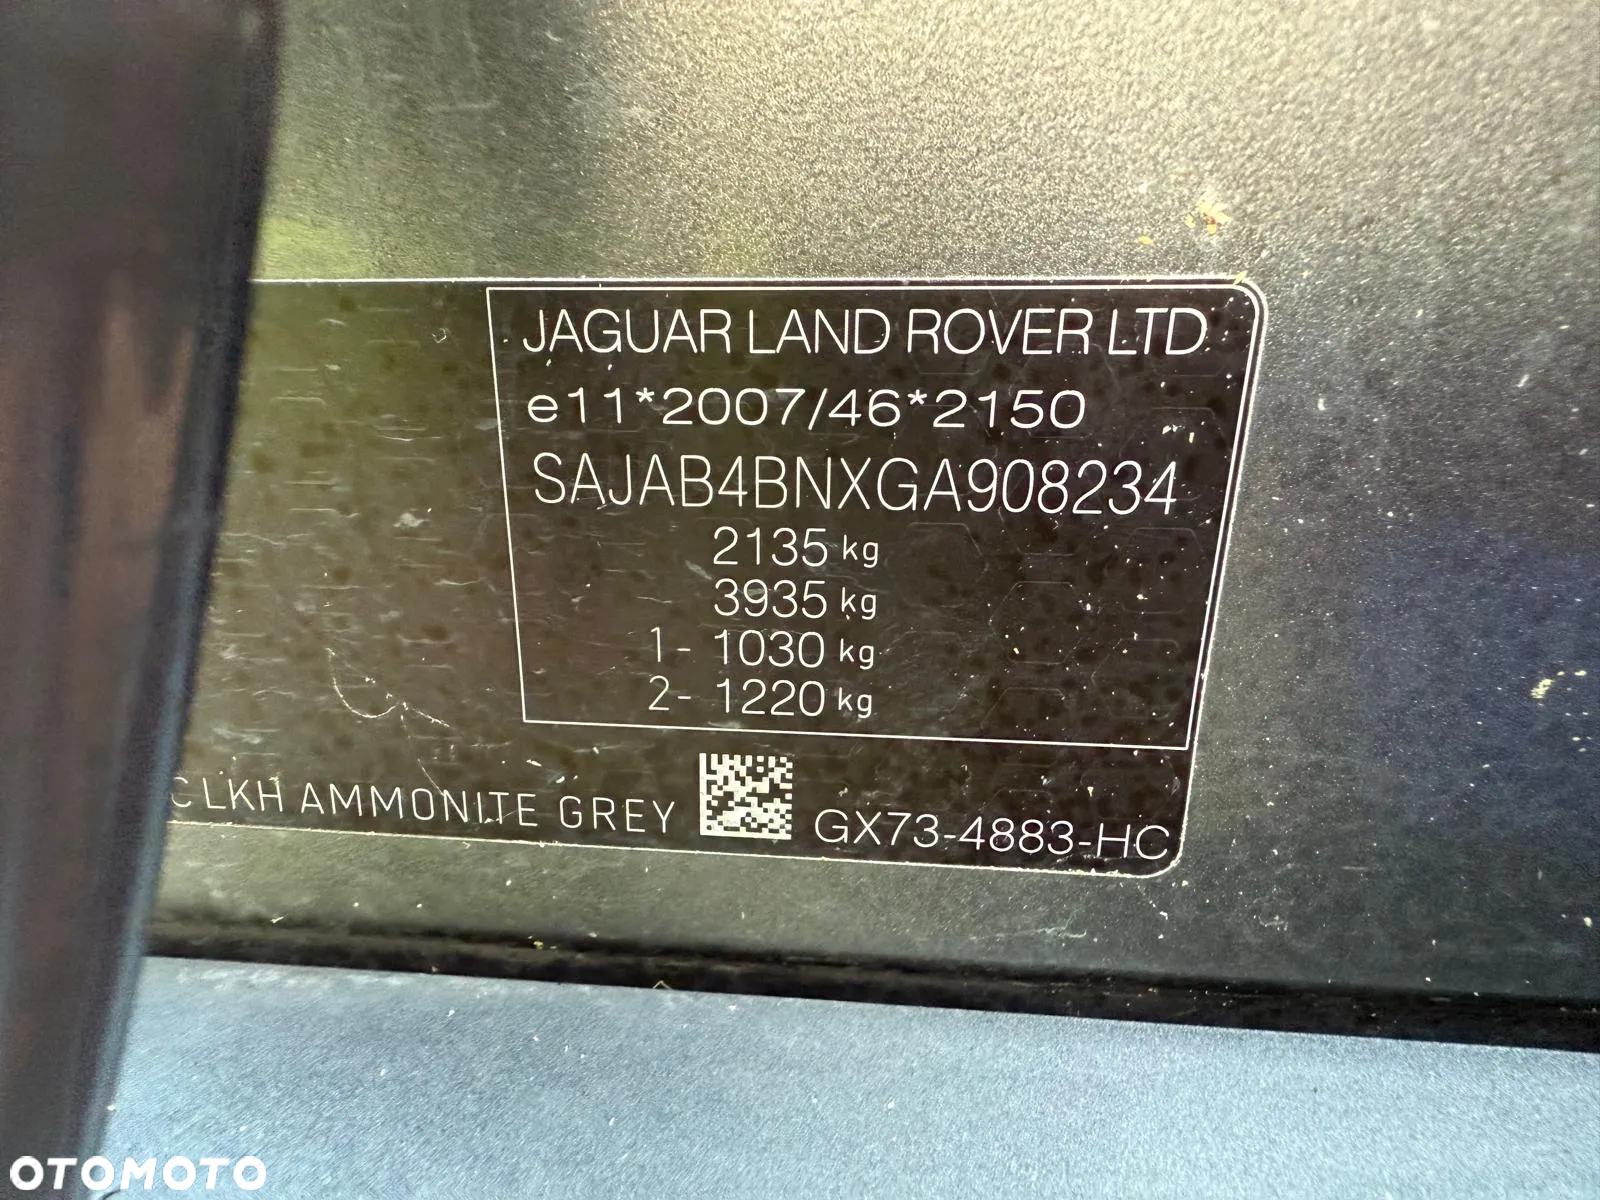 JAGUAR LAND ROVER LTD
e11*2007/46*2150
SAJAB4BNXGA908234
2135 kg
3935 kg
1- 1030 kg
2- 1220 kg
CLKH AMMONITE GREY
GX73-4883-HC
OTOMOTO